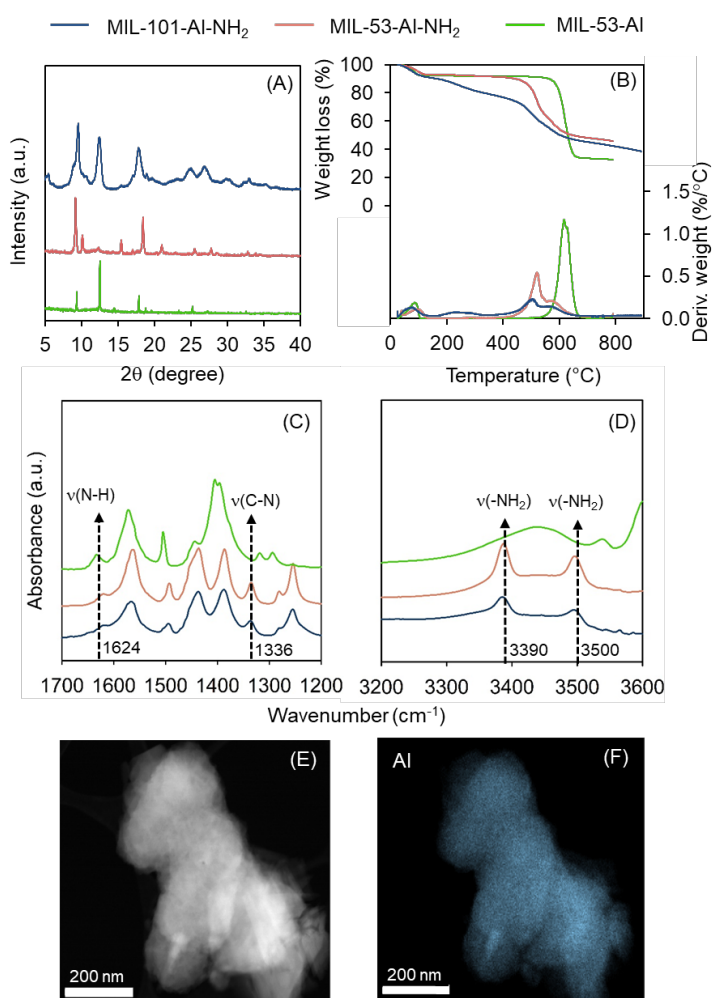 MIL-101-Al-NH₂ MIL-53-Al-NH₂ MIL-53-Al
(A)
Intensity (a.u.)
5 10 15 20 25 30 35 40
2θ (degree)
(B)
Weight loss (%)
100
80
60
40
20
0
Deriv. weight (%/°C)
1.5
1.0
0.5
0.0
0 200 400 600 800
Temperature (°C)
(C)
Absorbance (a.u.)
ν(N-H) ν(C-N)
1624 1336
1700 1600 1500 1400 1300 1200
(D)
ν(-NH₂) ν(-NH₂)
3390 3500
3200 3300 3400 3500 3600
Wavenumber (cm⁻¹)
(E)
200 nm
Al (F)
200 nm